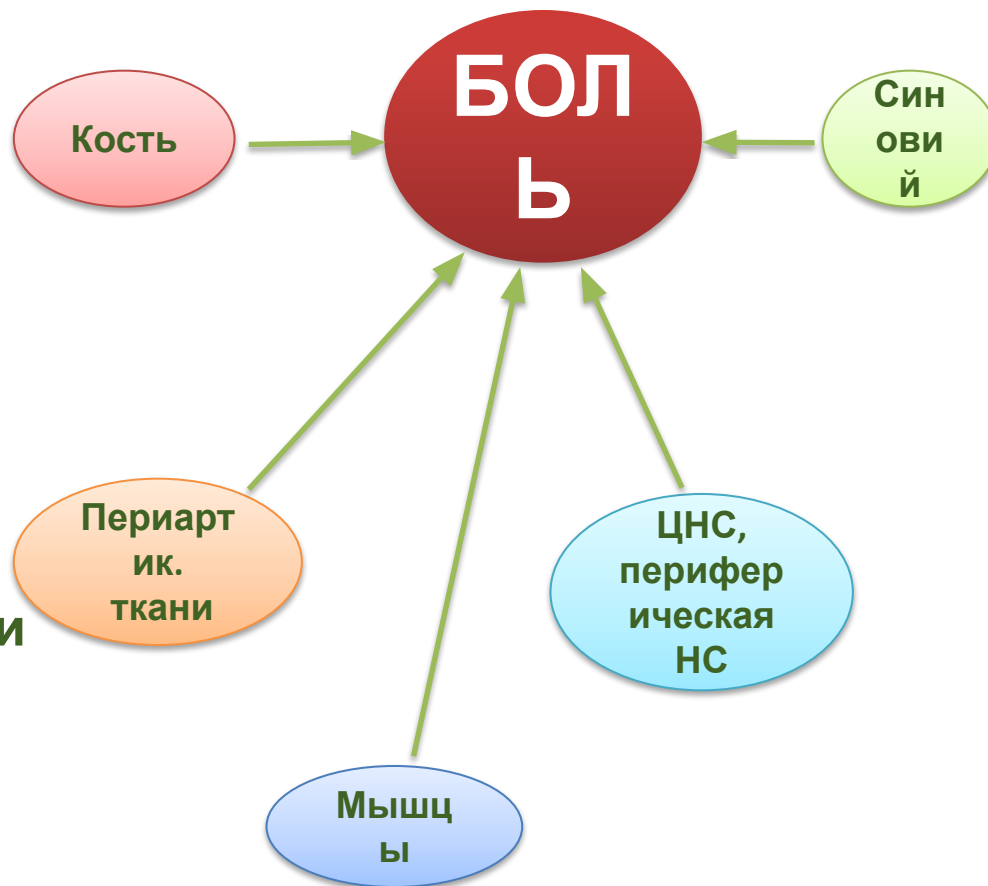 БОЛ
Ь
Кость
Син
ови
й
Периарт
ик.
ткани
и
ЦНС,
перифер
ическая
НС
Мышц
ы